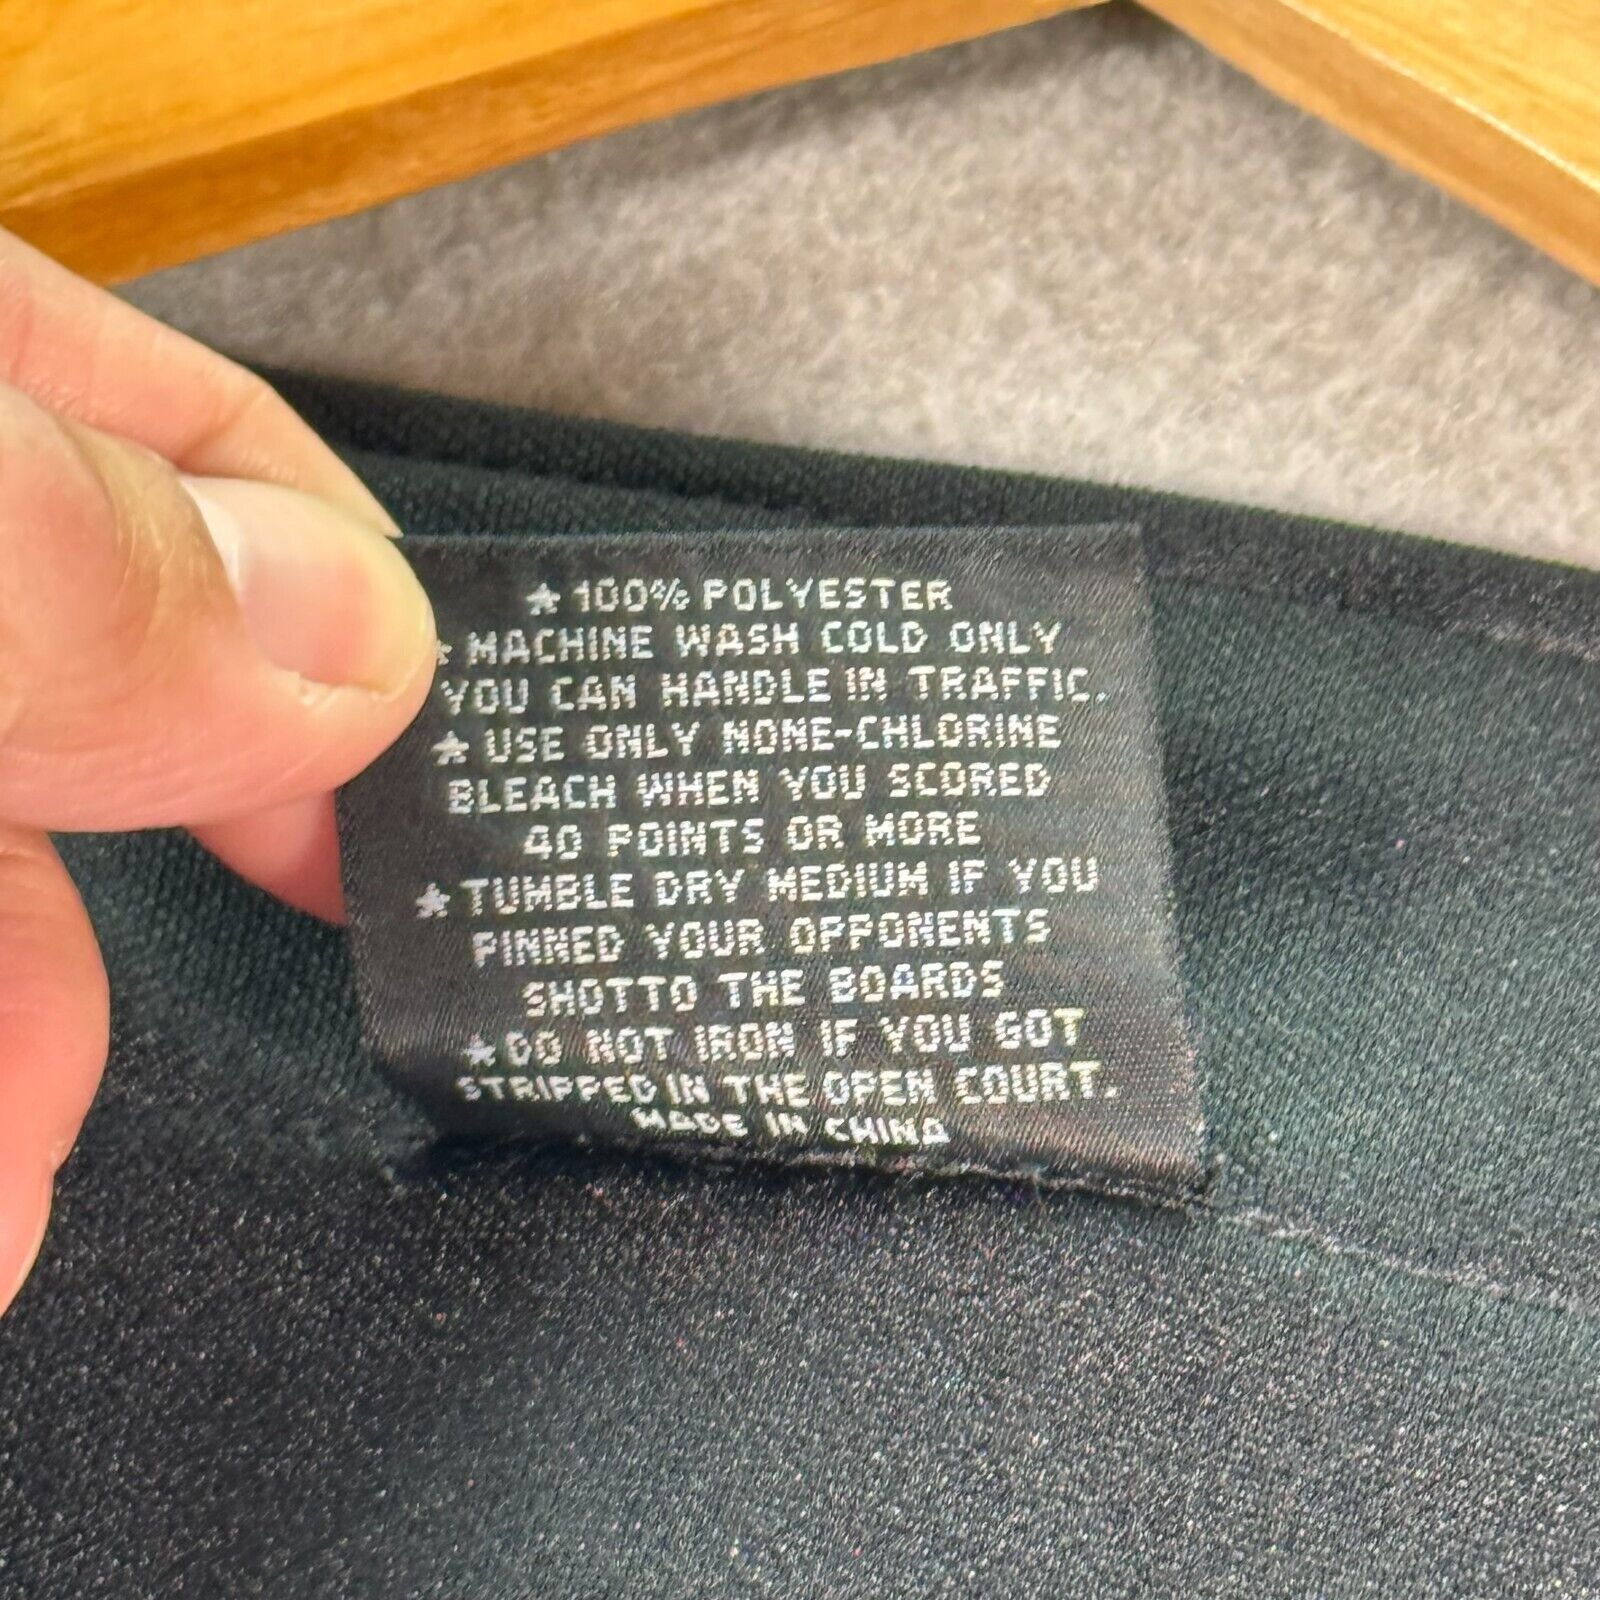 ★ 100% POLYESTER
★ MACHINE WASH COLD ONLY
YOU CAN HANDLE IN TRAFFIC.
★ USE ONLY NONE-CHLORINE
BLEACH WHEN YOU SCORED
40 POINTS OR MORE
★ TUMBLE DRY MEDIUM IF YOU
PINNED YOUR OPPONENTS
SHOTTO THE BOARDS
★ DO NOT IRON IF YOU GOT
STRIPPED IN THE OPEN COURT.
MADE IN CHINA